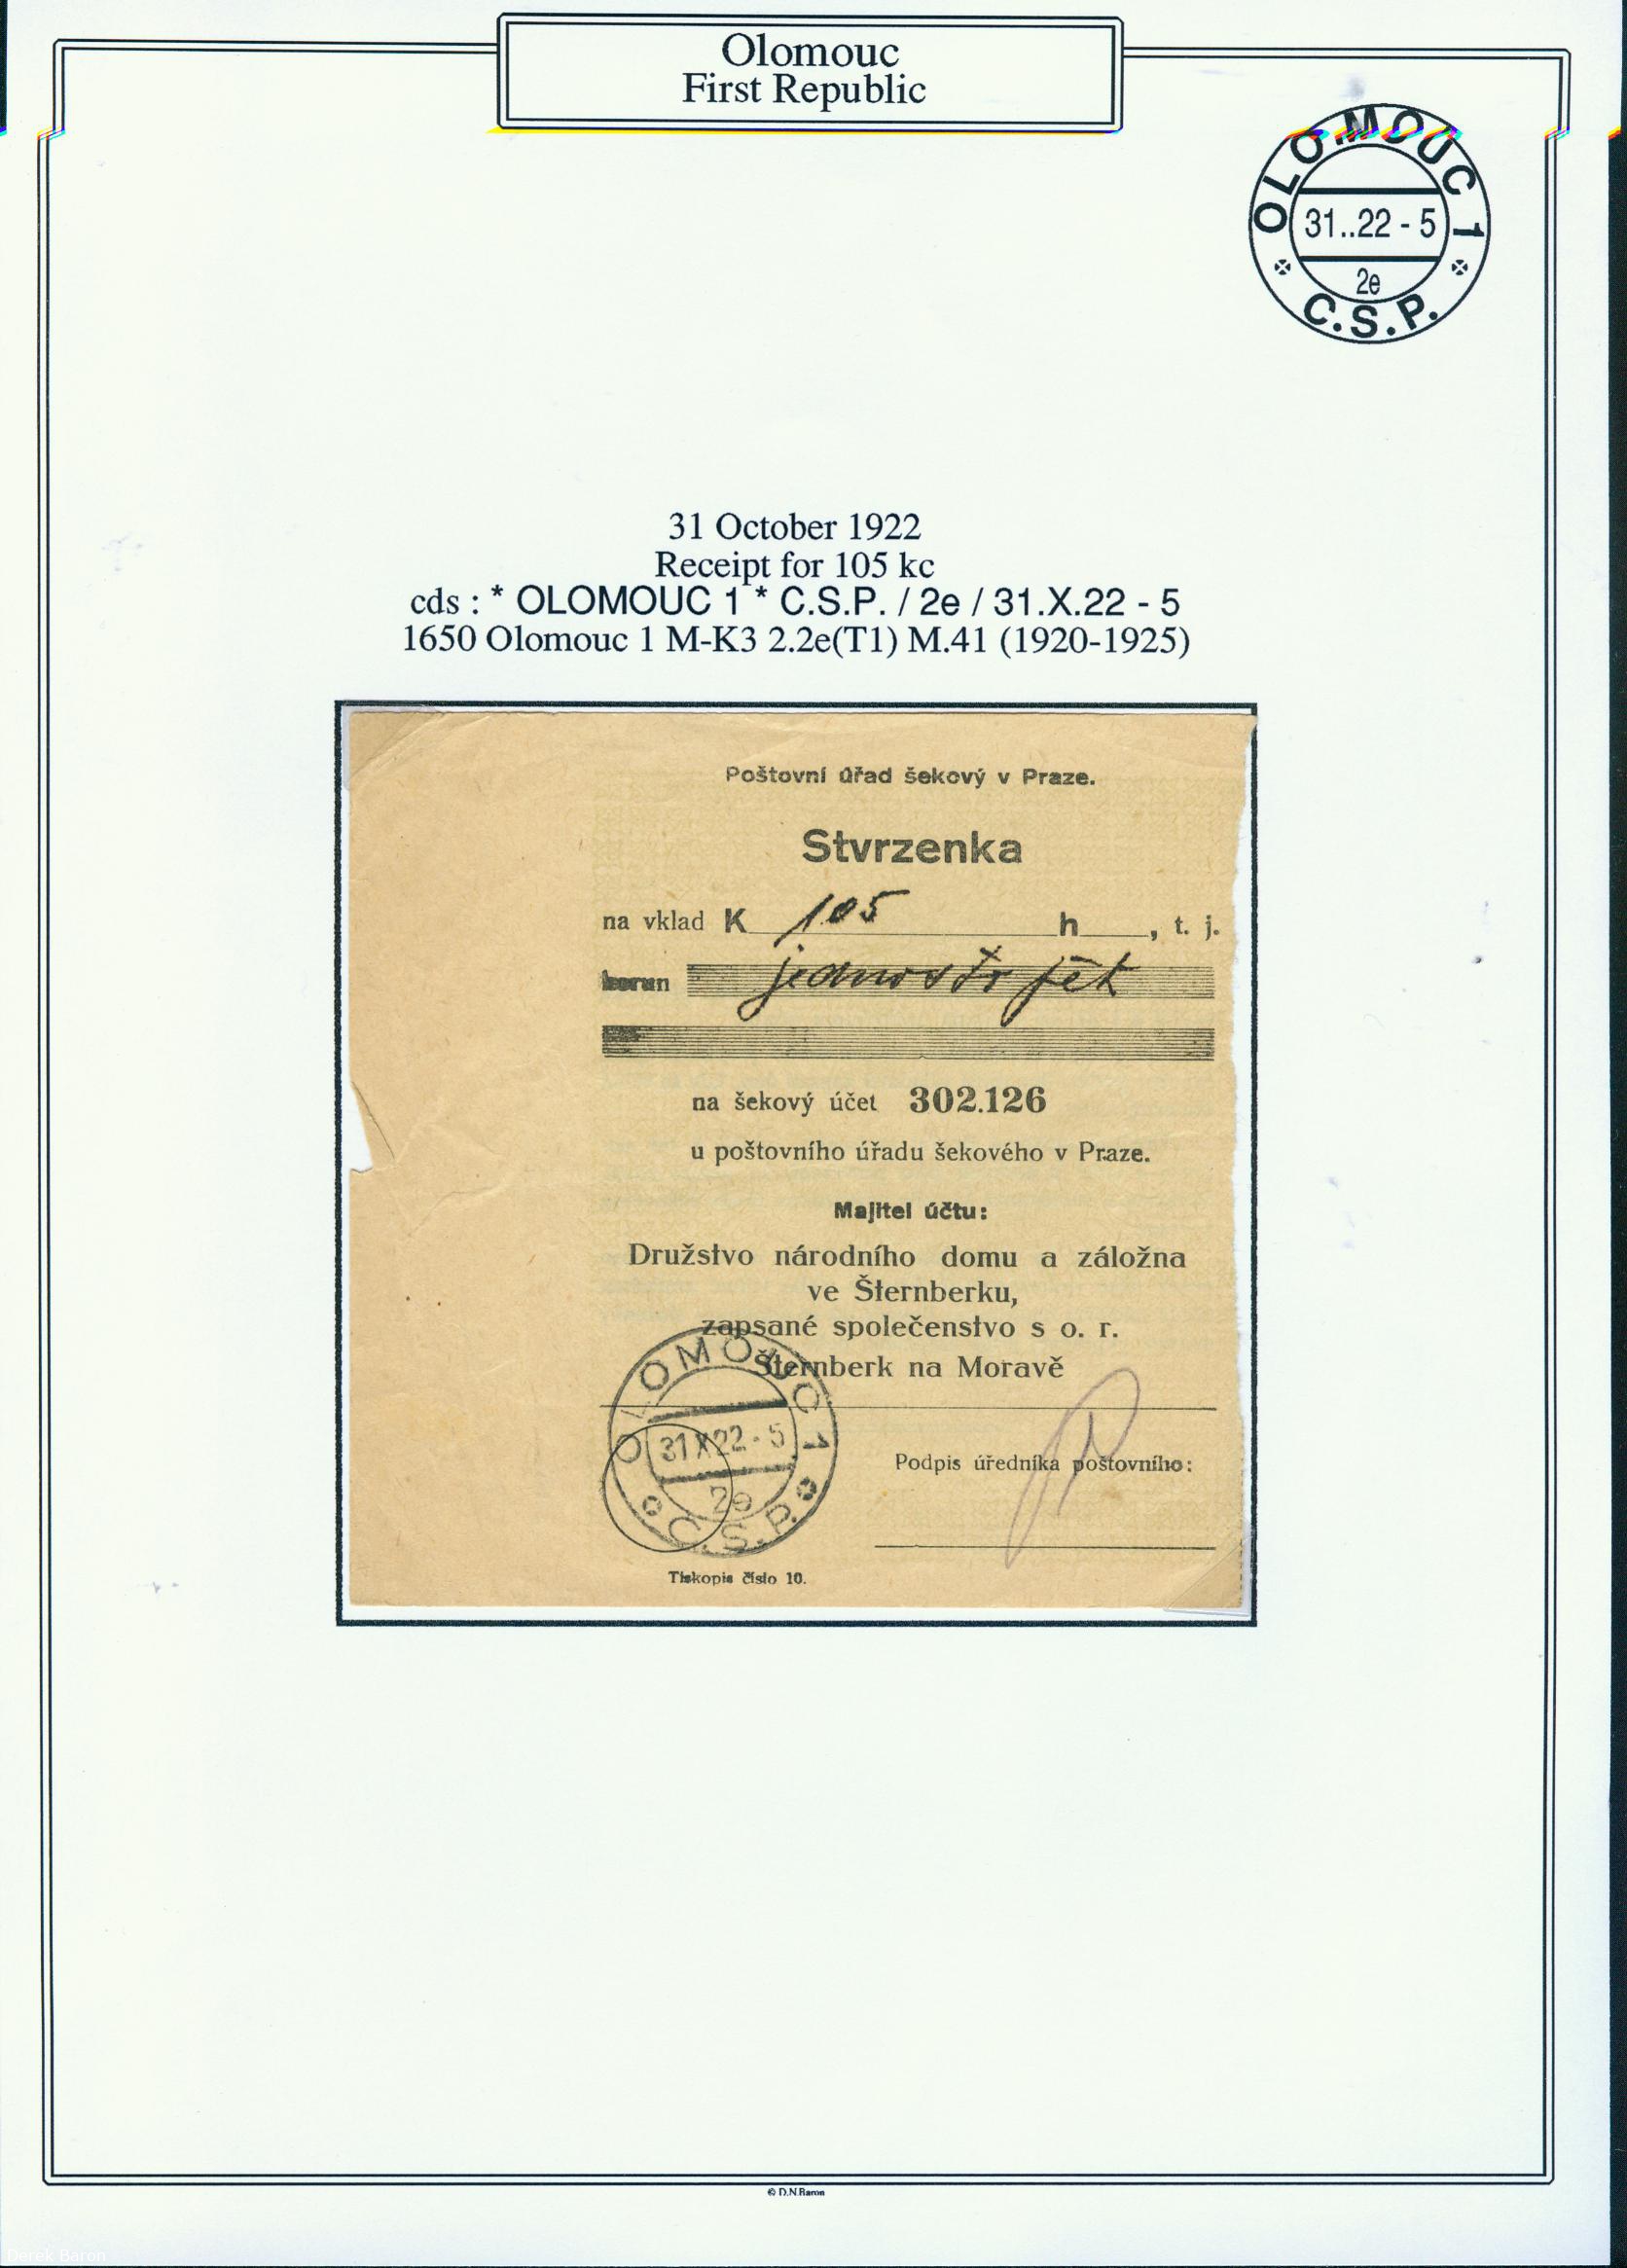 Olomouc
First Republic
OLOMOUC 1
31..22 - 5
2e
C.S.P.
31 October 1922
Receipt for 105 kc
cds : * OLOMOUC 1 * C.S.P. / 2e / 31.X.22 - 5
1650 Olomouc 1 M-K3 2.2e(T1) M.41 (1920-1925)
Poštovní úřad šekový v Praze.
Stvrzenka
na vklad K 105 h , t. j.
korun jednosto pět
na šekový účet 302.126
u poštovního úřadu šekového v Praze.
Majitel účtu:
Družstvo národního domu a záložna
ve Šternberku,
zapsané společenstvo s o. r.
Šternberk na Moravě
OLOMOUC 1
31.X.22 - 5
2e
C.S.P.
Podpis úředníka poštovního:
Tiskopis číslo 10.
© D.N.Baron
Derek Baron